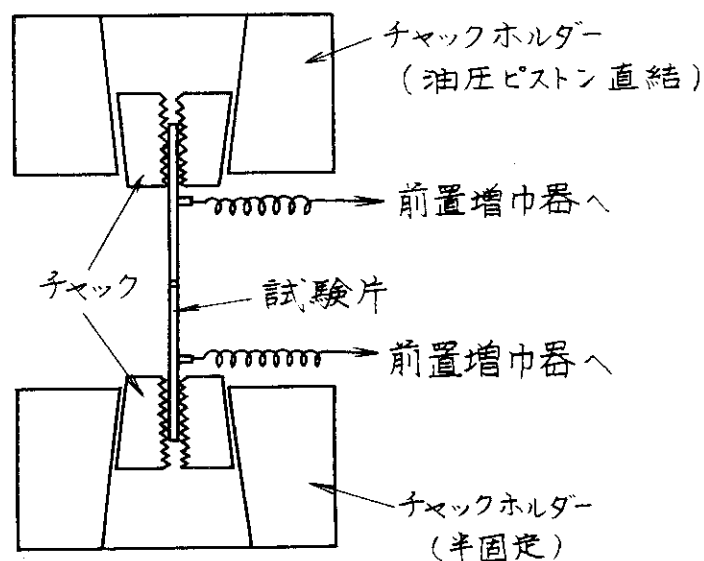 チャックホルダー
(油圧ピストン直結)
前置増巾器へ
チャック
試験片
前置増巾器へ
チャックホルダー
(半固定)